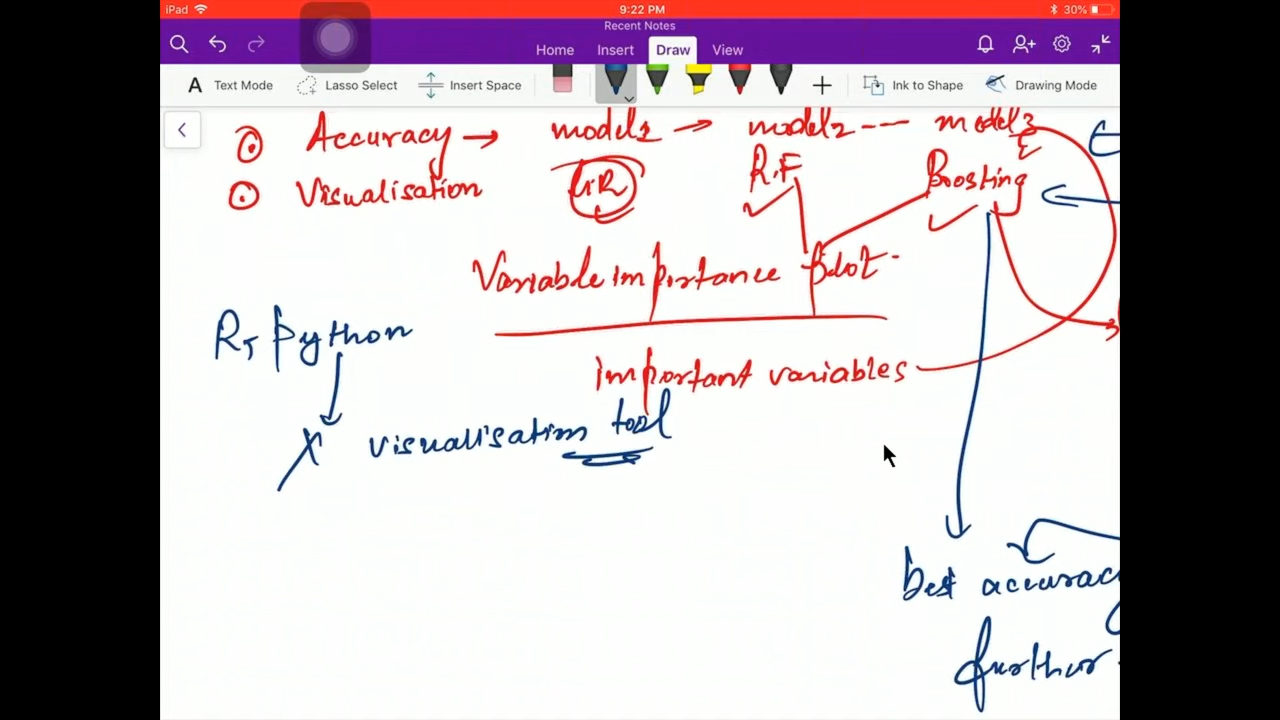 iPad 9:22 PM 30%
Recent Notes
Home Insert Draw View
A Text Mode Lasso Select Insert Space Ink to Shape Drawing Mode
Accuracy → model1 → model2 --- model3
Visualisation LR R.F Boosting
Variable importance plot
R, python
important variables
X visualisation tool
best accuracy
further